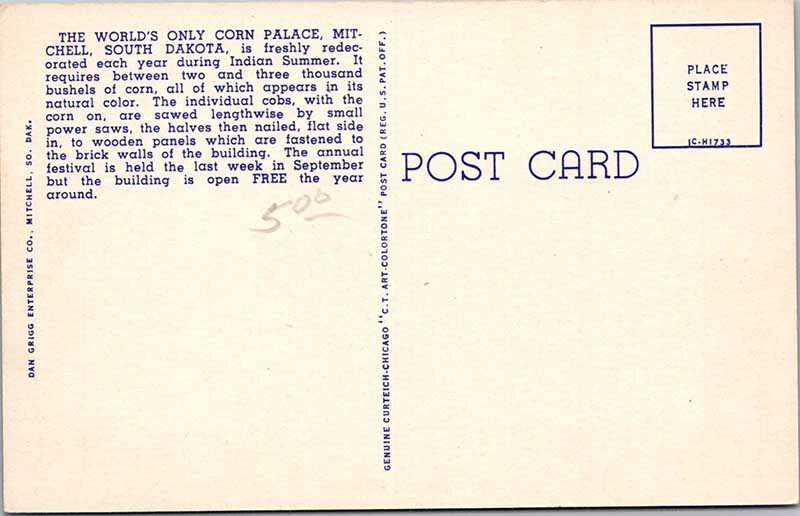 THE WORLD'S ONLY CORN PALACE, MIT-
CHELL, SOUTH DAKOTA, is freshly redec-
orated each year during Indian Summer. It
requires between two and three thousand
bushels of corn, all of which appears in its
natural color. The individual cobs, with the
corn on, are sawed lengthwise by small
power saws, the halves then nailed, flat side
in, to wooden panels which are fastened to
the brick walls of the building. The annual
festival is held the last week in September
but the building is open FREE the year
around.
5.00
DAN GRIGG ENTERPRISE CO., MITCHELL, SO. DAK.
GENUINE CURTEICH-CHICAGO "C.T. ART-COLORTONE" POST CARD (REG. U.S. PAT. OFF.)
POST CARD
PLACE
STAMP
HERE
1C-H1733